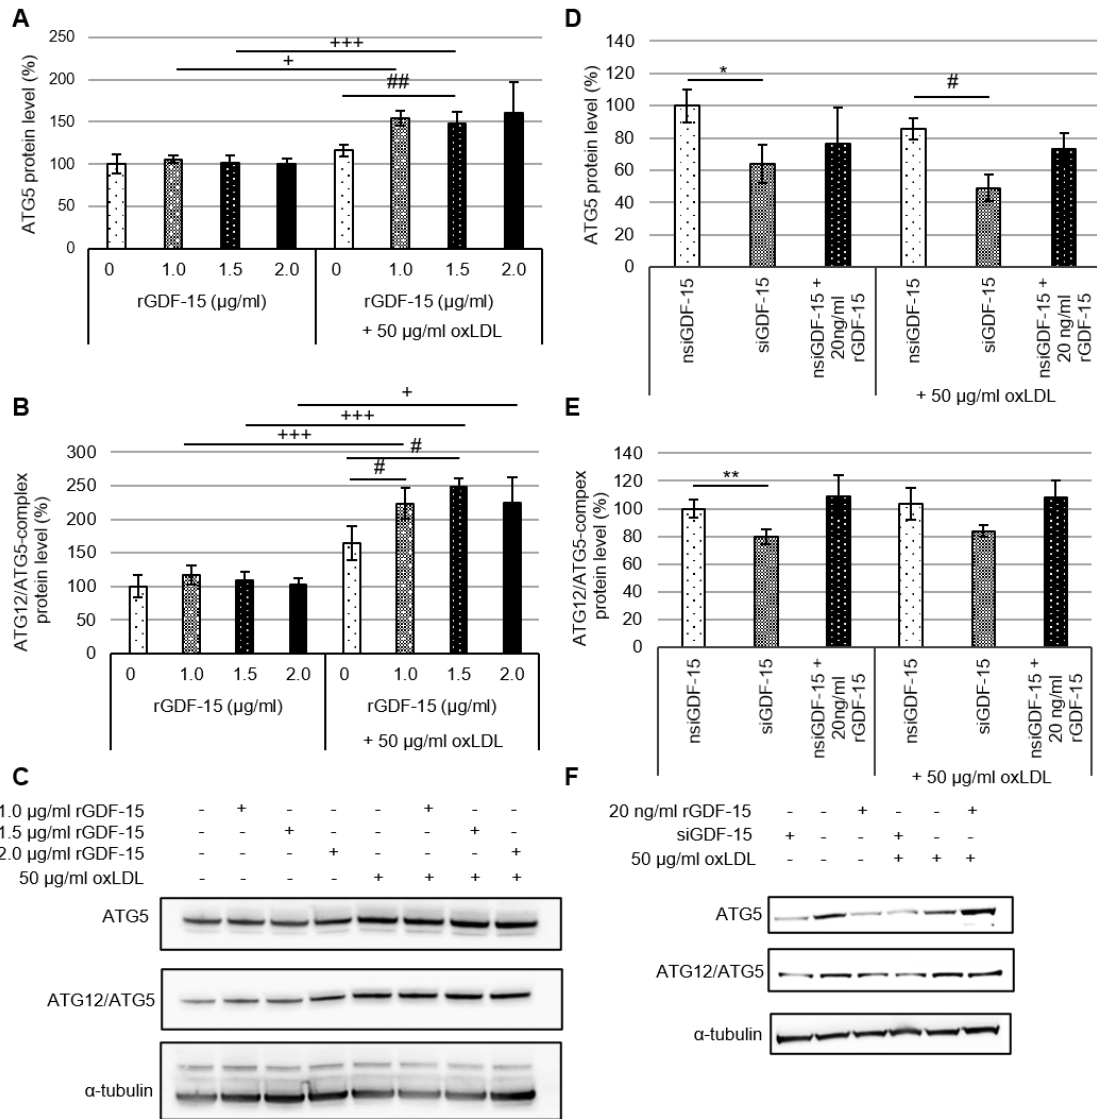 A
ATG5 protein level (%)
250
200
150
100
50
0
+++
+
##
0 1.0 1.5 2.0 0 1.0 1.5 2.0
rGDF-15 (µg/ml) rGDF-15 (µg/ml)
+ 50 µg/ml oxLDL
B
ATG12/ATG5-complex
protein level (%)
300
250
200
150
100
50
0
+
+++
+++
#
#
0 1.0 1.5 2.0 0 1.0 1.5 2.0
rGDF-15 (µg/ml) rGDF-15 (µg/ml)
+ 50 µg/ml oxLDL
C
1.0 µg/ml rGDF-15 - + - - - + - -
1.5 µg/ml rGDF-15 - - + - - - + -
2.0 µg/ml rGDF-15 - - - + - - - +
50 µg/ml oxLDL - - - - + + + +
ATG5
ATG12/ATG5
α-tubulin
D
ATG5 protein level (%)
140
120
100
80
60
40
20
0
*
#
nsiGDF-15
siGDF-15
nsiGDF-15 +
20ng/ml
rGDF-15
nsiGDF-15
siGDF-15
nsiGDF-15 +
20 ng/ml
rGDF-15
+ 50 µg/ml oxLDL
E
ATG12/ATG5-compex
protein level (%)
140
120
100
80
60
40
20
0
**
nsiGDF-15
siGDF-15
nsiGDF-15 +
20ng/ml
rGDF-15
nsiGDF-15
siGDF-15
nsiGDF-15 +
20 ng/ml
rGDF-15
+ 50 µg/ml oxLDL
F
20 ng/ml rGDF-15 - - + - - +
siGDF-15 + - - + - -
50 µg/ml oxLDL - - - + + +
ATG5
ATG12/ATG5
α-tubulin